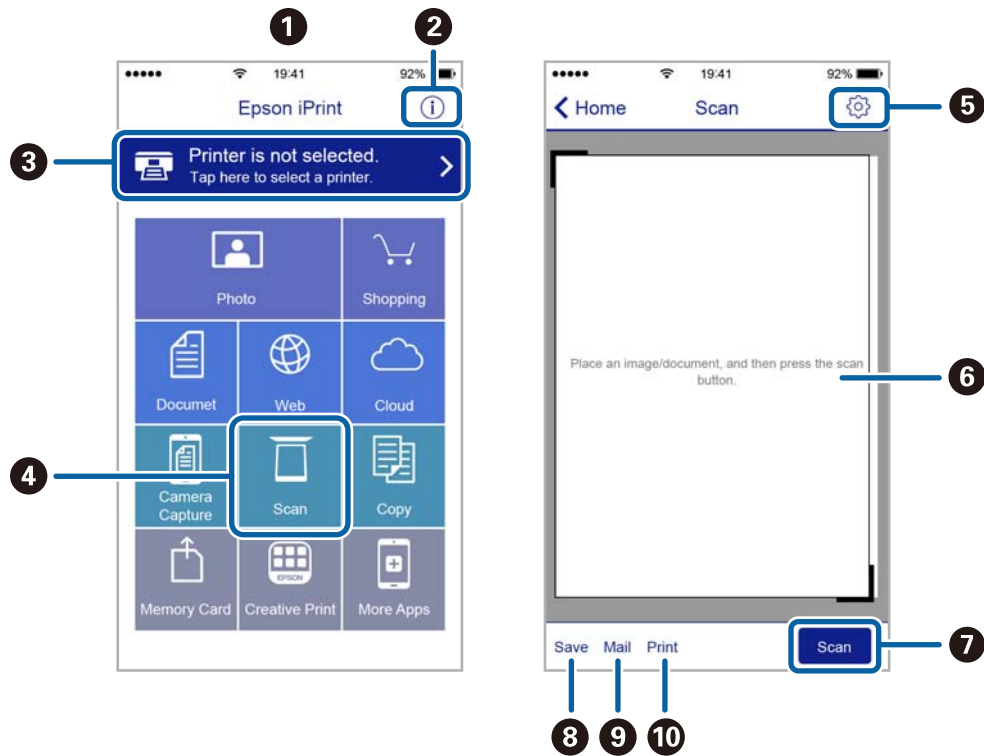 1
2
19:41
92%
Epson iPrint
3
Printer is not selected.
Tap here to select a printer.
Photo
Shopping
Documet
Web
Cloud
4
Camera
Capture
Scan
Copy
EPSON
Memory Card
Creative Print
More Apps
19:41
92%
Home
Scan
5
Place an image/document, and then press the scan
button.
6
Save Mail Print
Scan
7
8
9
10